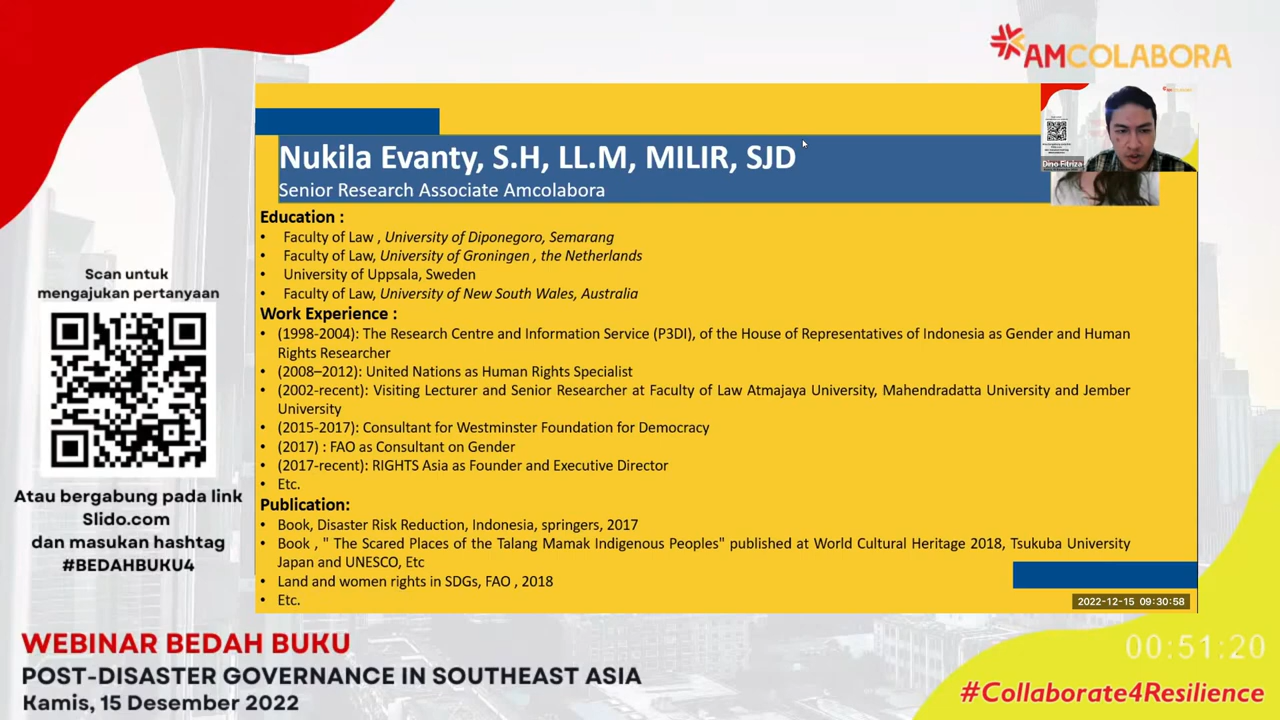 AMCOLABORA
Nukila Evanty, S.H, LL.M, MILIR, SJD
Senior Research Associate Amcolabora
Dino Fitriza
Education :
• Faculty of Law , University of Diponegoro, Semarang
• Faculty of Law, University of Groningen , the Netherlands
• University of Uppsala, Sweden
• Faculty of Law, University of New South Wales, Australia
Work Experience :
• (1998-2004): The Research Centre and Information Service (P3DI), of the House of Representatives of Indonesia as Gender and Human
Rights Researcher
• (2008–2012): United Nations as Human Rights Specialist
• (2002-recent): Visiting Lecturer and Senior Researcher at Faculty of Law Atmajaya University, Mahendradatta University and Jember
University
• (2015-2017): Consultant for Westminster Foundation for Democracy
• (2017) : FAO as Consultant on Gender
• (2017-recent): RIGHTS Asia as Founder and Executive Director
• Etc.
Publication:
• Book, Disaster Risk Reduction, Indonesia, springers, 2017
• Book , " The Scared Places of the Talang Mamak Indigenous Peoples" published at World Cultural Heritage 2018, Tsukuba University
Japan and UNESCO, Etc
• Land and women rights in SDGs, FAO , 2018
• Etc.
2022-12-15 09:30:58
Scan untuk
mengajukan pertanyaan
Atau bergabung pada link
Slido.com
dan masukan hashtag
#BEDAHBUKU4
WEBINAR BEDAH BUKU
POST-DISASTER GOVERNANCE IN SOUTHEAST ASIA
Kamis, 15 Desember 2022
00:51:20
#Collaborate4Resilience